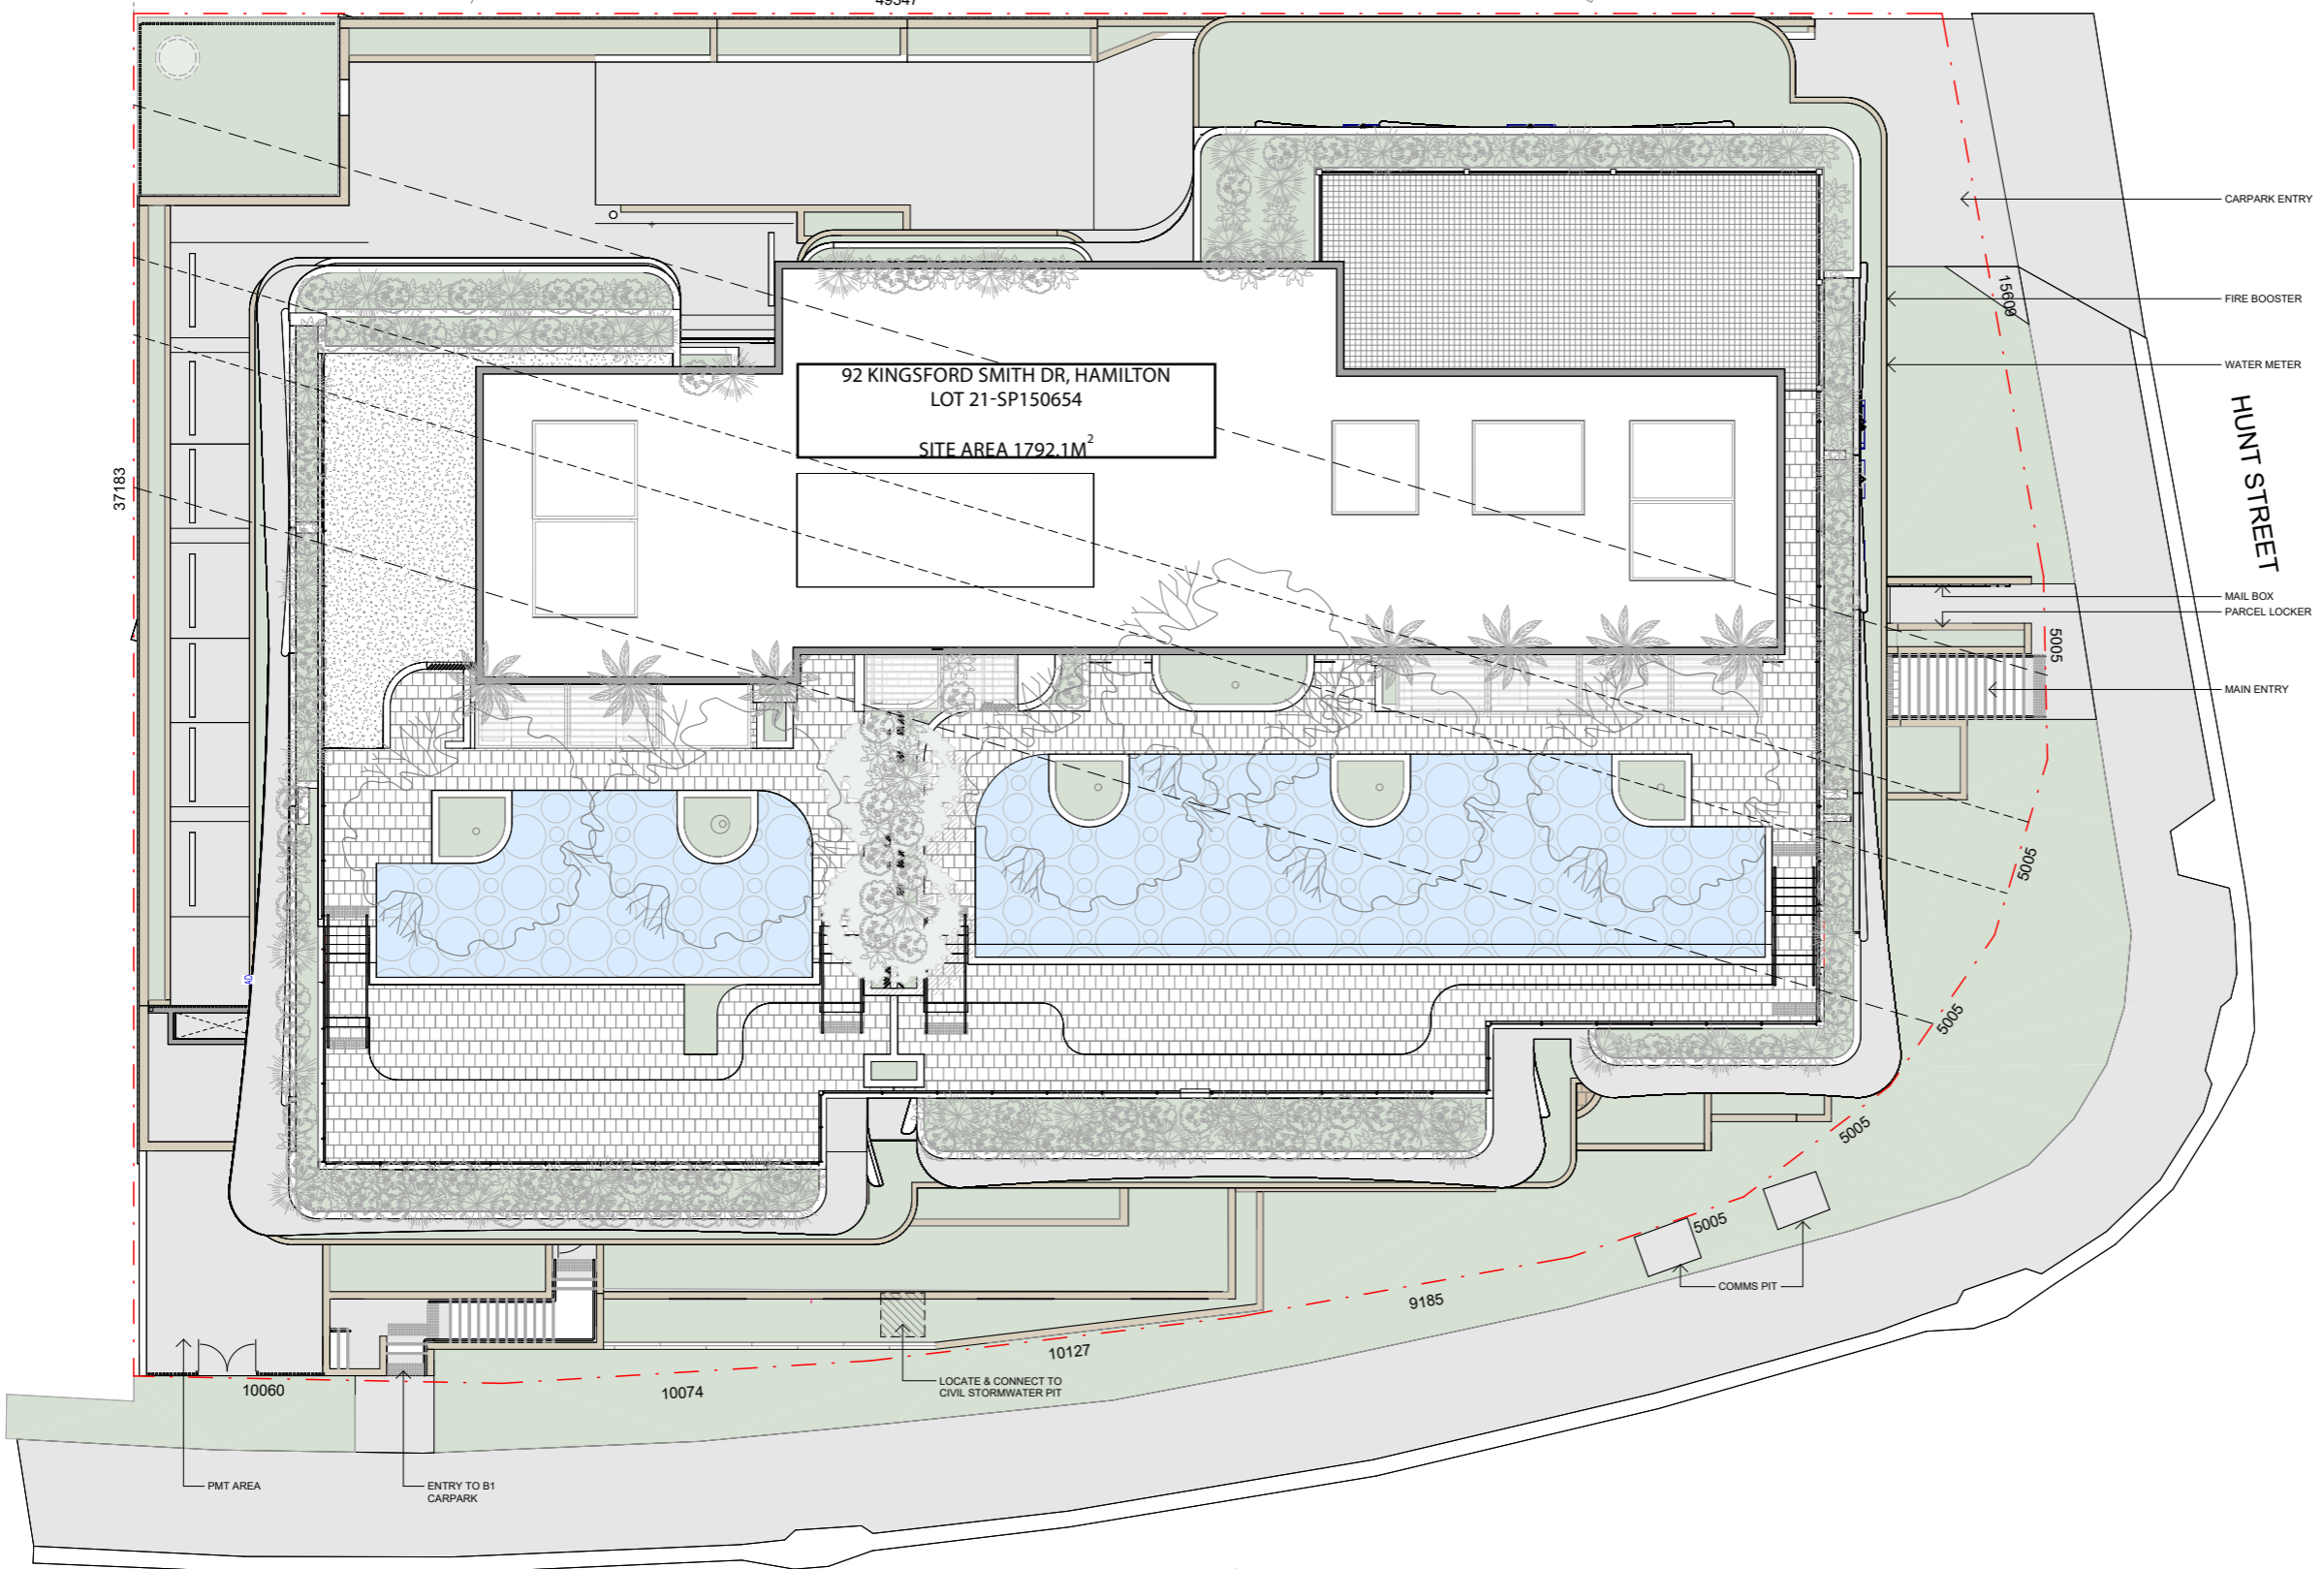 49347
CARPARK ENTRY
15609
FIRE BOOSTER
WATER METER
92 KINGSFORD SMITH DR, HAMILTON
LOT 21-SP150654
SITE AREA 1792.1M²
HUNT STREET
37183
MAIL BOX
PARCEL LOCKER
5005
MAIN ENTRY
5005
AD
5005
5005
5005
COMMS PIT
9185
10127
LOCATE & CONNECT TO
CIVIL STORMWATER PIT
10060
10074
PMT AREA
ENTRY TO B1
CARPARK